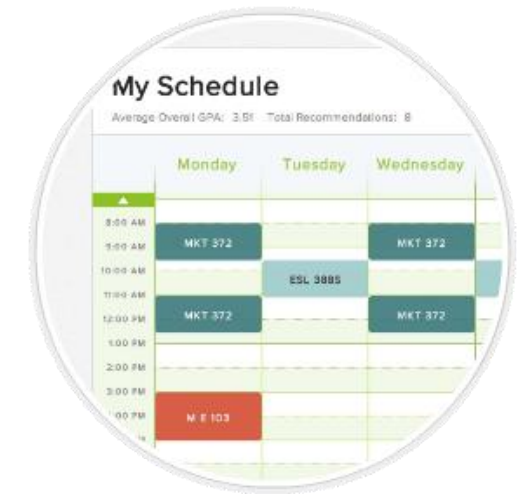 My Schedule
Average Overall GPA: 3.51 Total Recommendations: 8
Monday Tuesday Wednesday
8:00 AM
9:00 AM
MKT 372 MKT 372
10:00 AM
ESL 388S
11:00 AM
12:00 PM
MKT 372 MKT 372
1:00 PM
2:00 PM
3:00 PM
:00 PM
M E 103